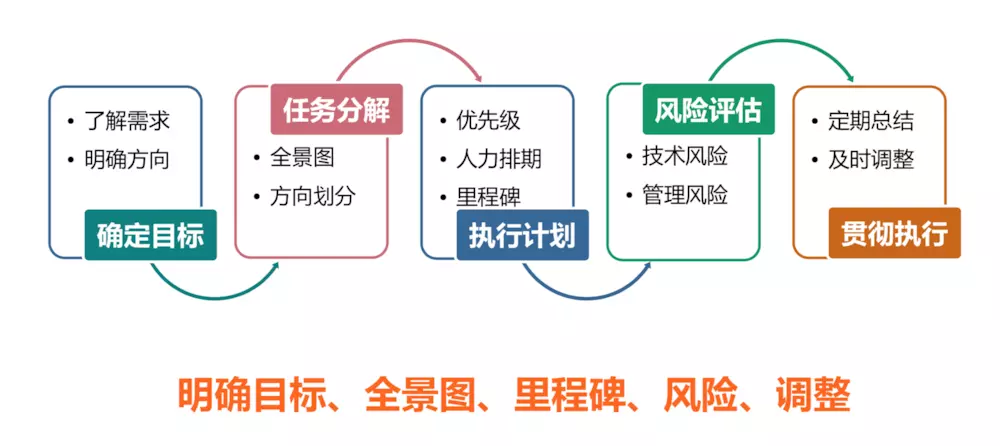 • 了解需求
• 明确方向
确定目标
任务分解
• 全景图
• 方向划分
• 优先级
• 人力排期
• 里程碑
执行计划
风险评估
• 技术风险
• 管理风险
• 定期总结
• 及时调整
贯彻执行
明确目标、全景图、里程碑、风险、调整